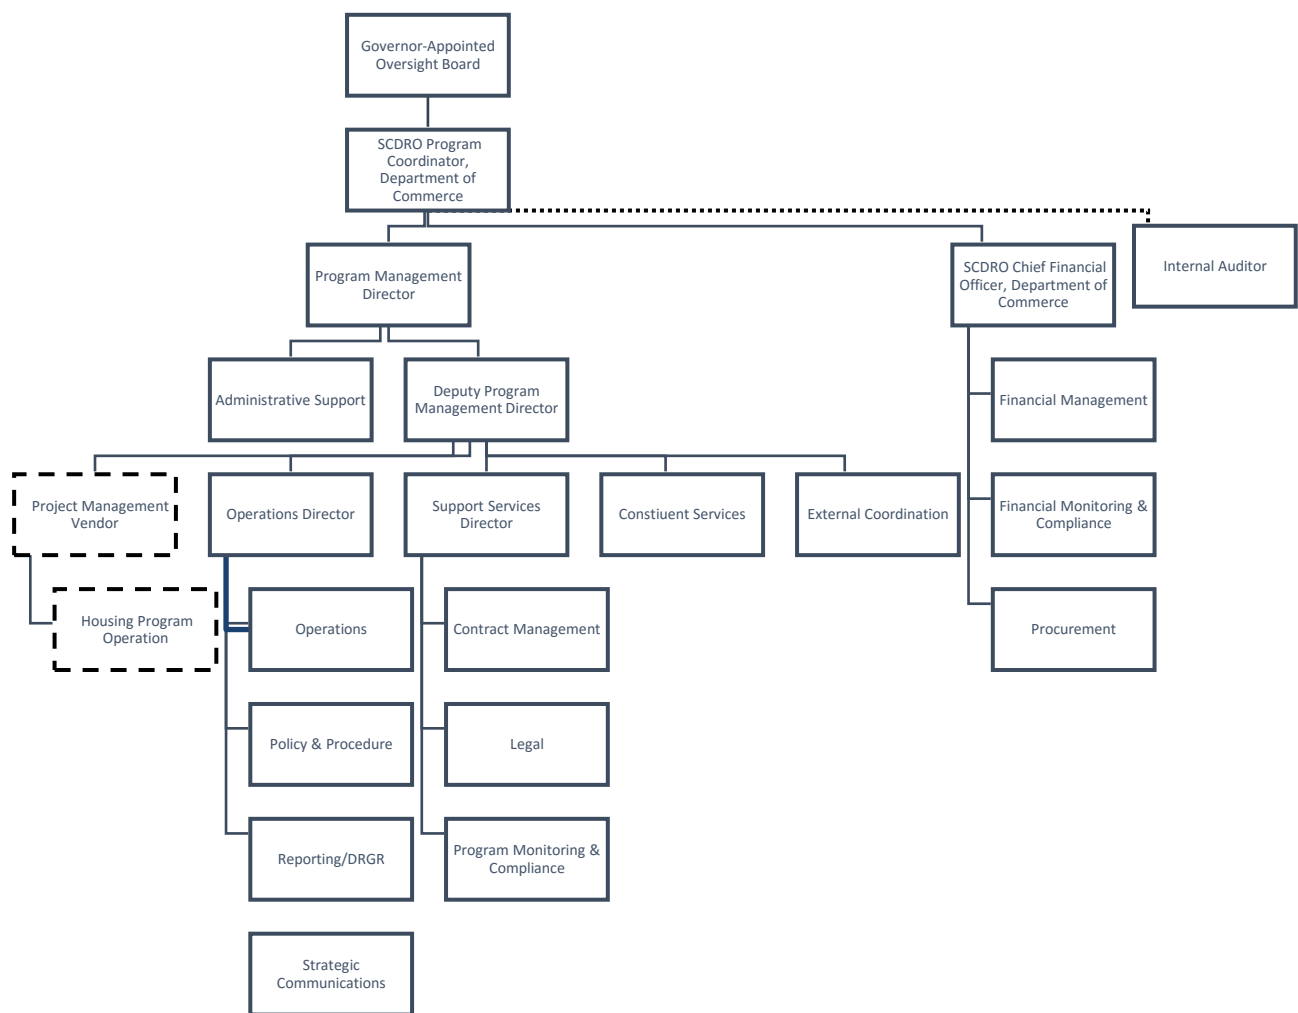 Governor-Appointed
Oversight Board
SCDRO Program
Coordinator,
Department of
Commerce
Program Management
Director
SCDRO Chief Financial
Officer, Department of
Commerce
Internal Auditor
Administrative Support
Deputy Program
Management Director
Financial Management
Project Management
Vendor
Operations Director
Support Services
Director
Constiuent Services
External Coordination
Financial Monitoring &
Compliance
Housing Program
Operation
Operations
Contract Management
Procurement
Policy & Procedure
Legal
Reporting/DRGR
Program Monitoring &
Compliance
Strategic
Communications